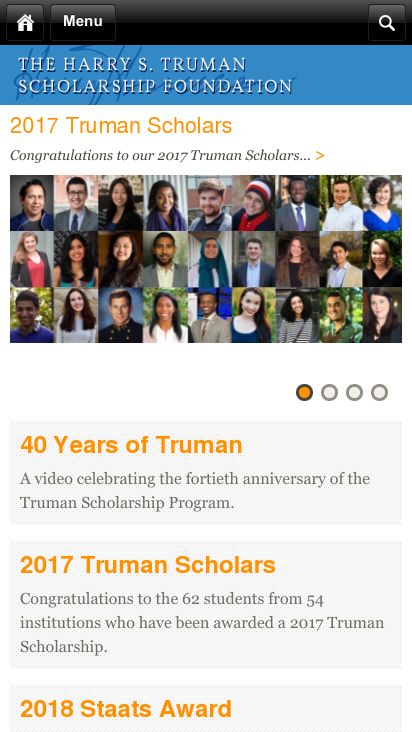 Menu
THE HARRY S. TRUMAN
SCHOLARSHIP FOUNDATION
2017 Truman Scholars
Congratulations to our 2017 Truman Scholars... >
40 Years of Truman
A video celebrating the fortieth anniversary of the
Truman Scholarship Program.
2017 Truman Scholars
Congratulations to the 62 students from 54
institutions who have been awarded a 2017 Truman
Scholarship.
2018 Staats Award